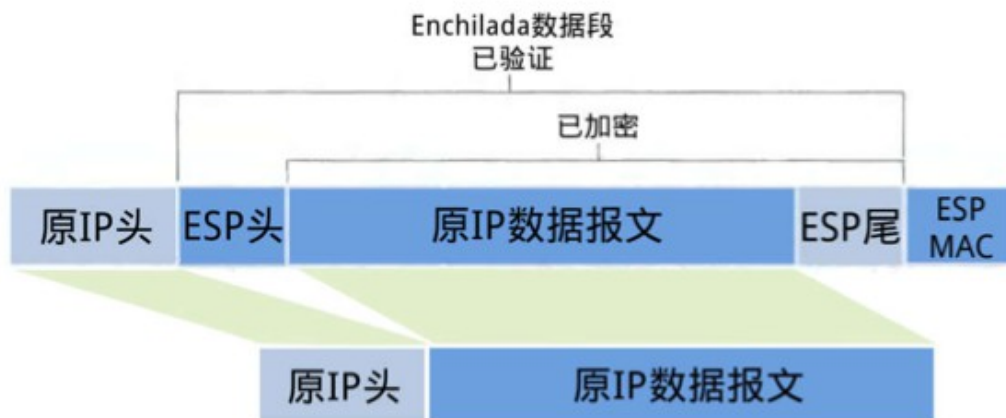 Enchilada数据段
已验证
已加密
原IP头
ESP头
原IP数据报文
ESP尾
ESP
MAC
原IP头
原IP数据报文